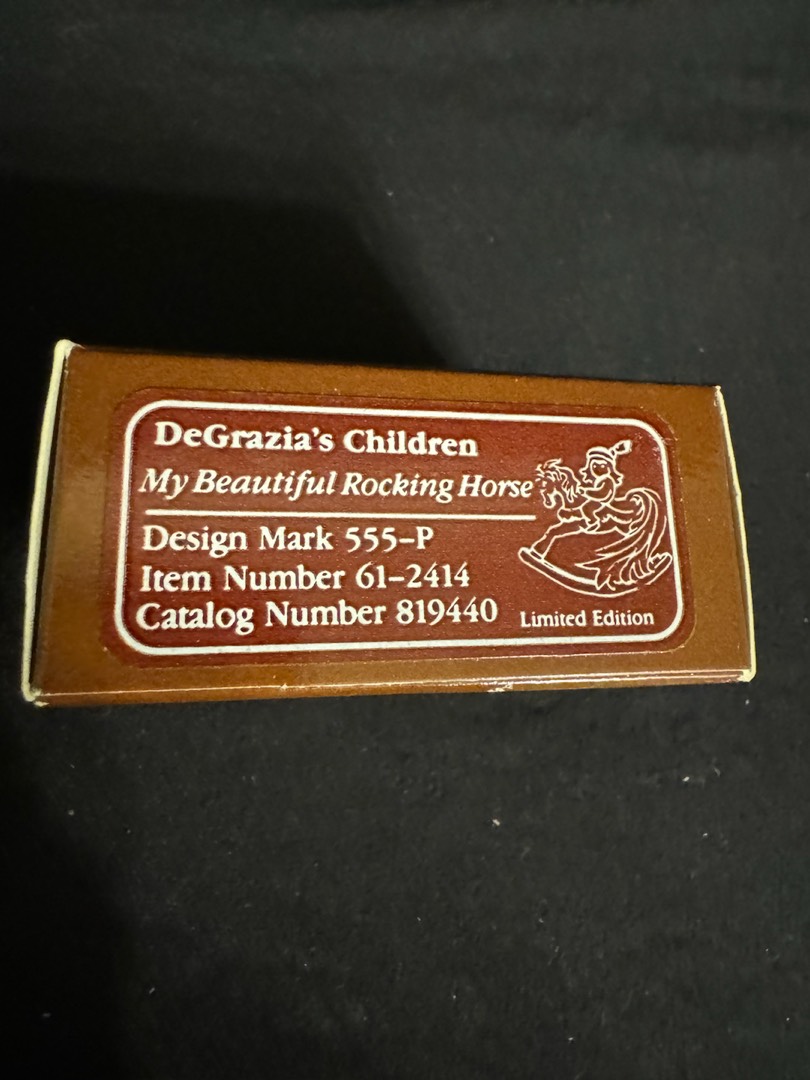 DeGrazia's Children
My Beautiful Rocking Horse
Design Mark 555-P
Item Number 61-2414
Catalog Number 819440
Limited Edition